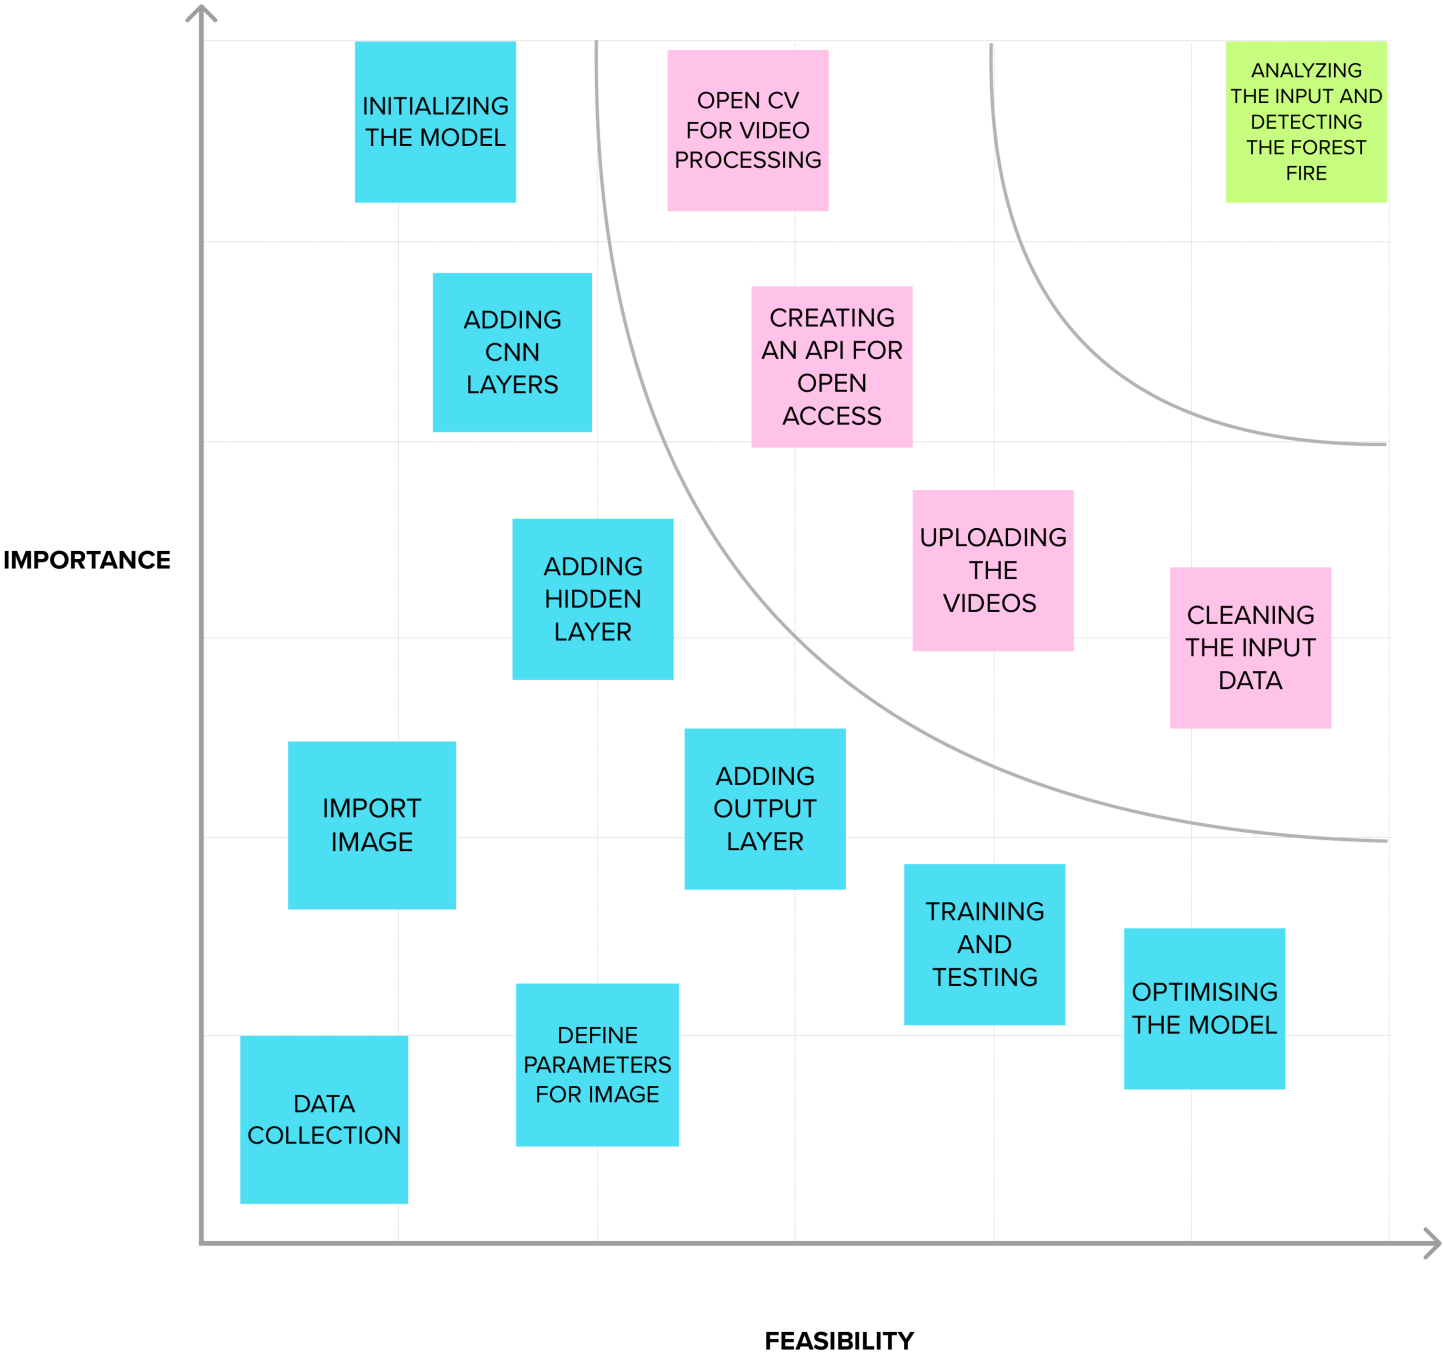 INITIALIZING
THE MODEL
OPEN CV
FOR VIDEO
PROCESSING
ANALYZING
THE INPUT AND
DETECTING
THE FOREST
FIRE
ADDING
CNN
LAYERS
CREATING
AN API FOR
OPEN
ACCESS
IMPORTANCE
ADDING
HIDDEN
LAYER
UPLOADING
THE
VIDEOS
CLEANING
THE INPUT
DATA
IMPORT
IMAGE
ADDING
OUTPUT
LAYER
TRAINING
AND
TESTING
OPTIMISING
THE MODEL
DATA
COLLECTION
DEFINE
PARAMETERS
FOR IMAGE
FEASIBILITY